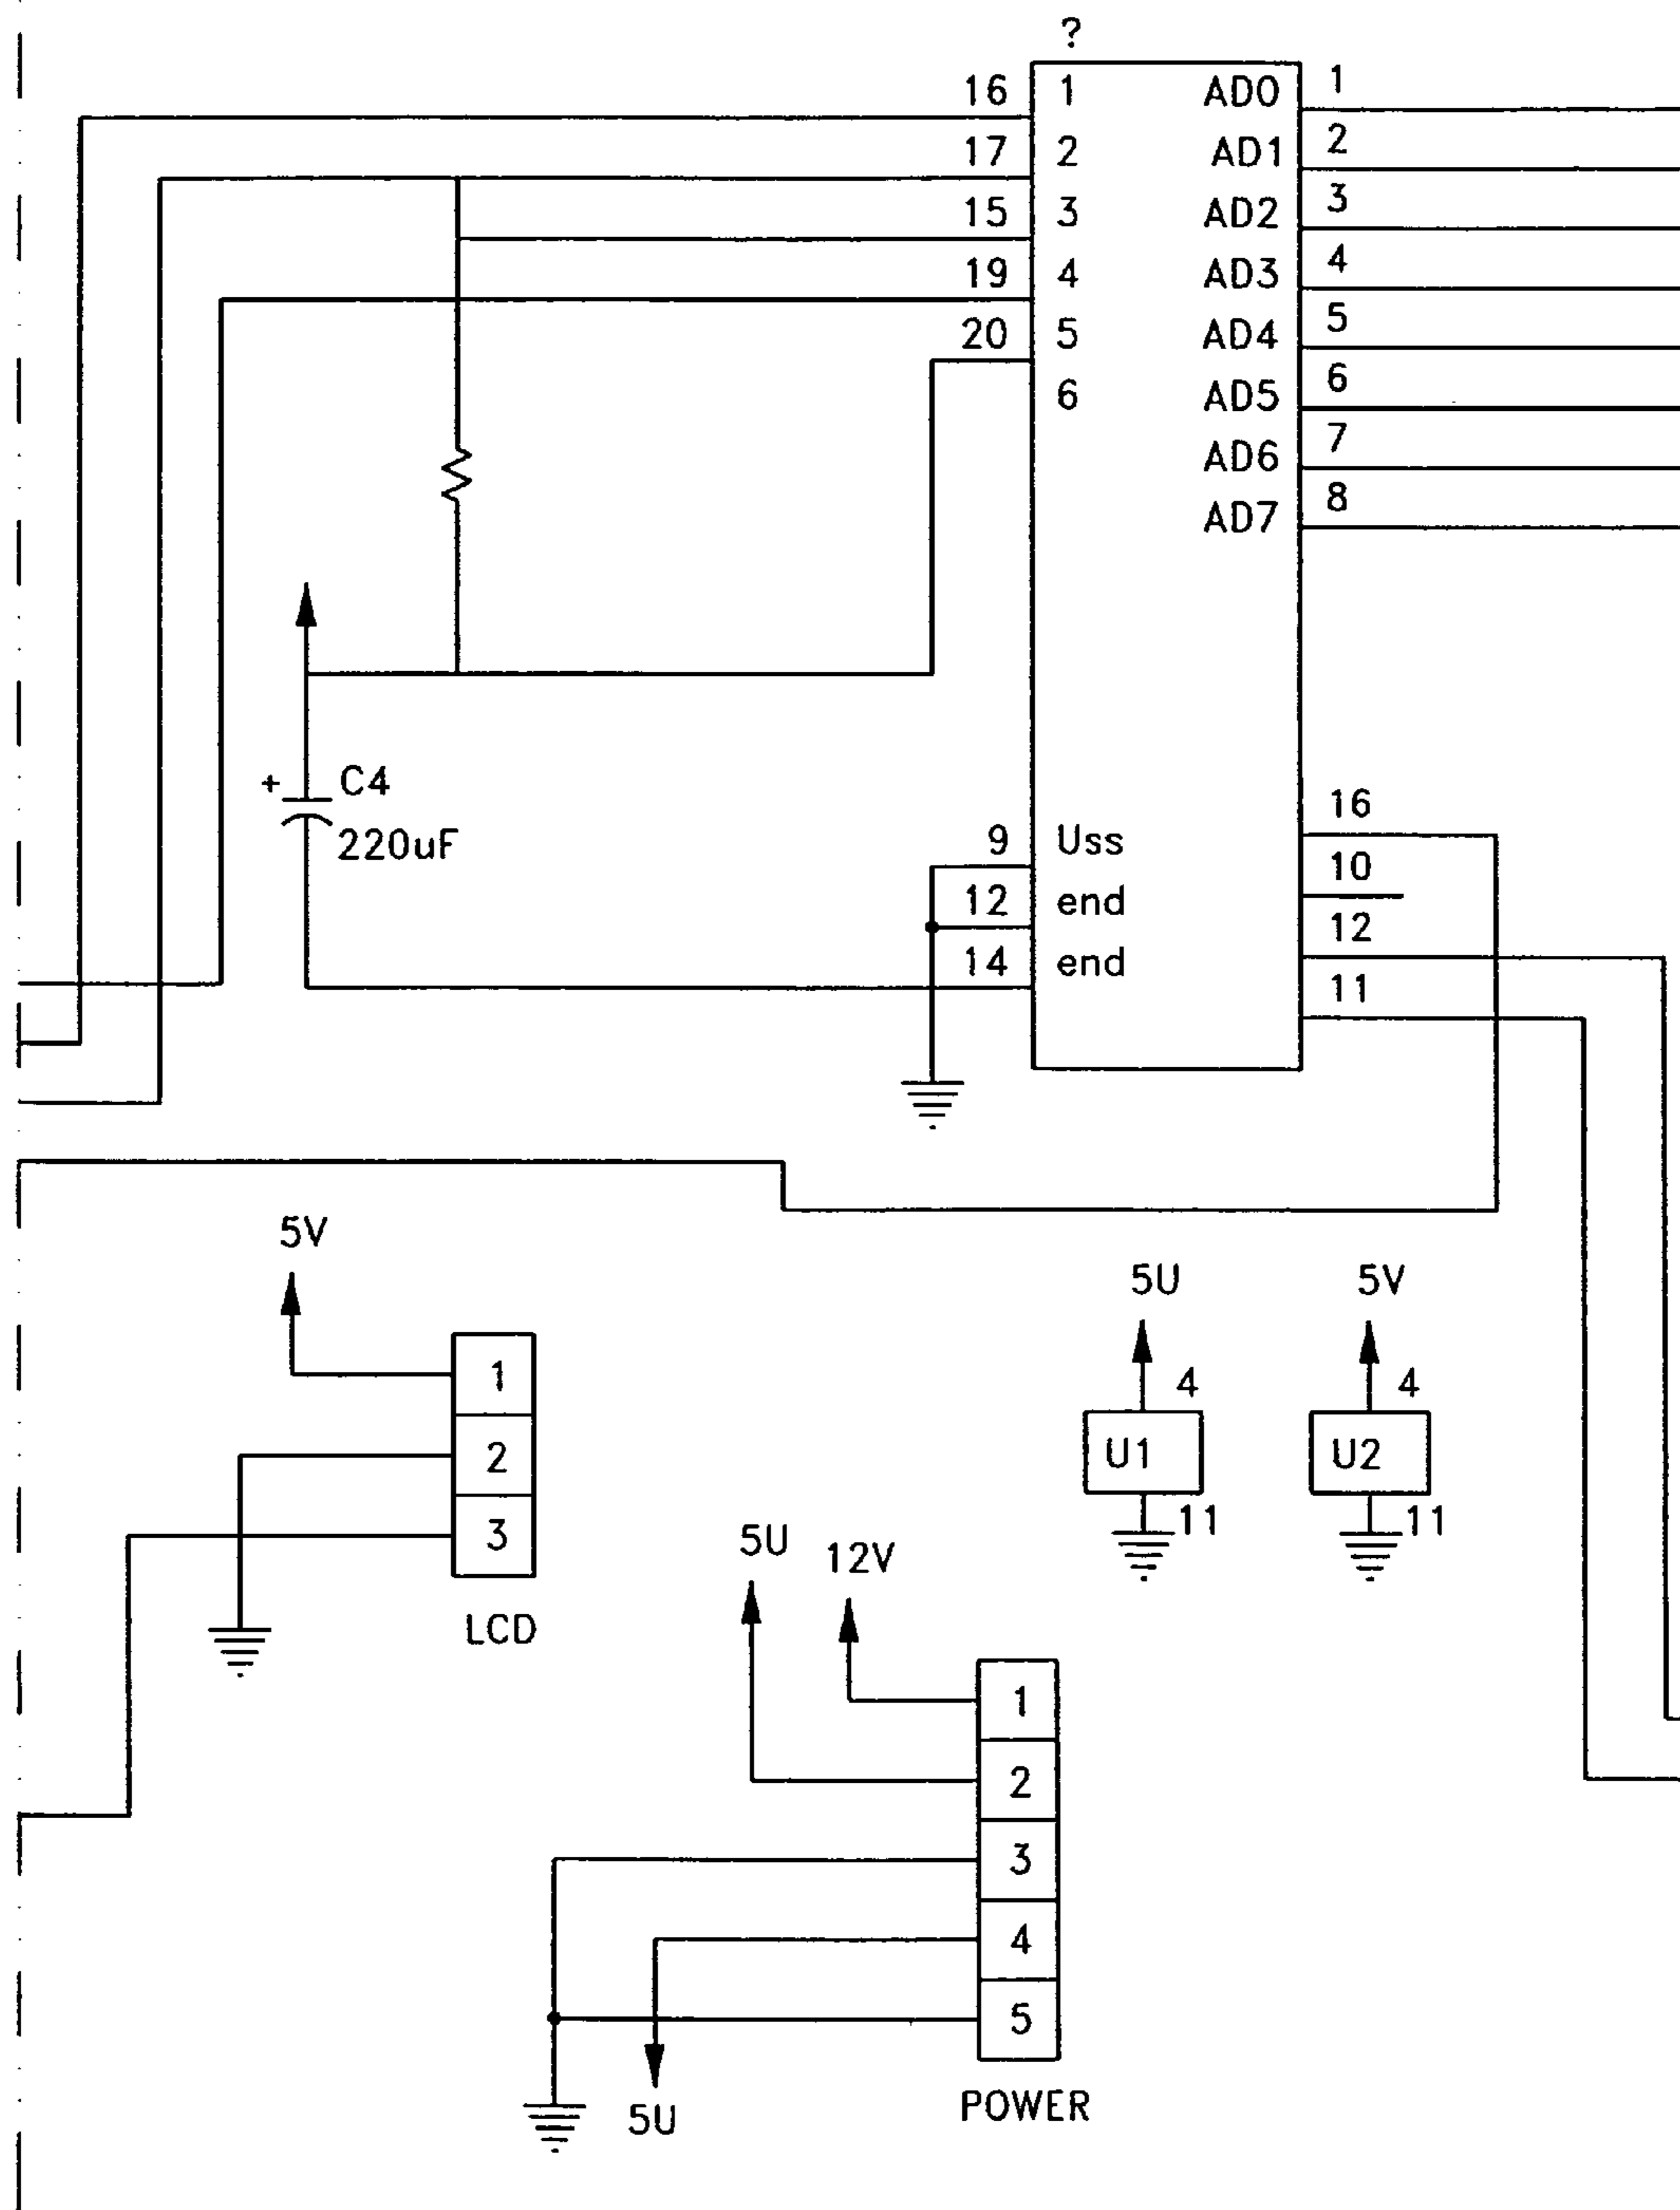 ?
16 1 AD0 1
17 2 AD1 2
15 3 AD2 3
19 4 AD3 4
20 5 AD4 5
6 AD5 6
AD6 7
AD7 8
+ C4
220uF
16
9 Uss
10
12 end
12
14 end
11
5V
1
2
3
LCD
5U
4
U1
11
5V
4
U2
11
5U
12V
1
2
3
4
5
5U
POWER